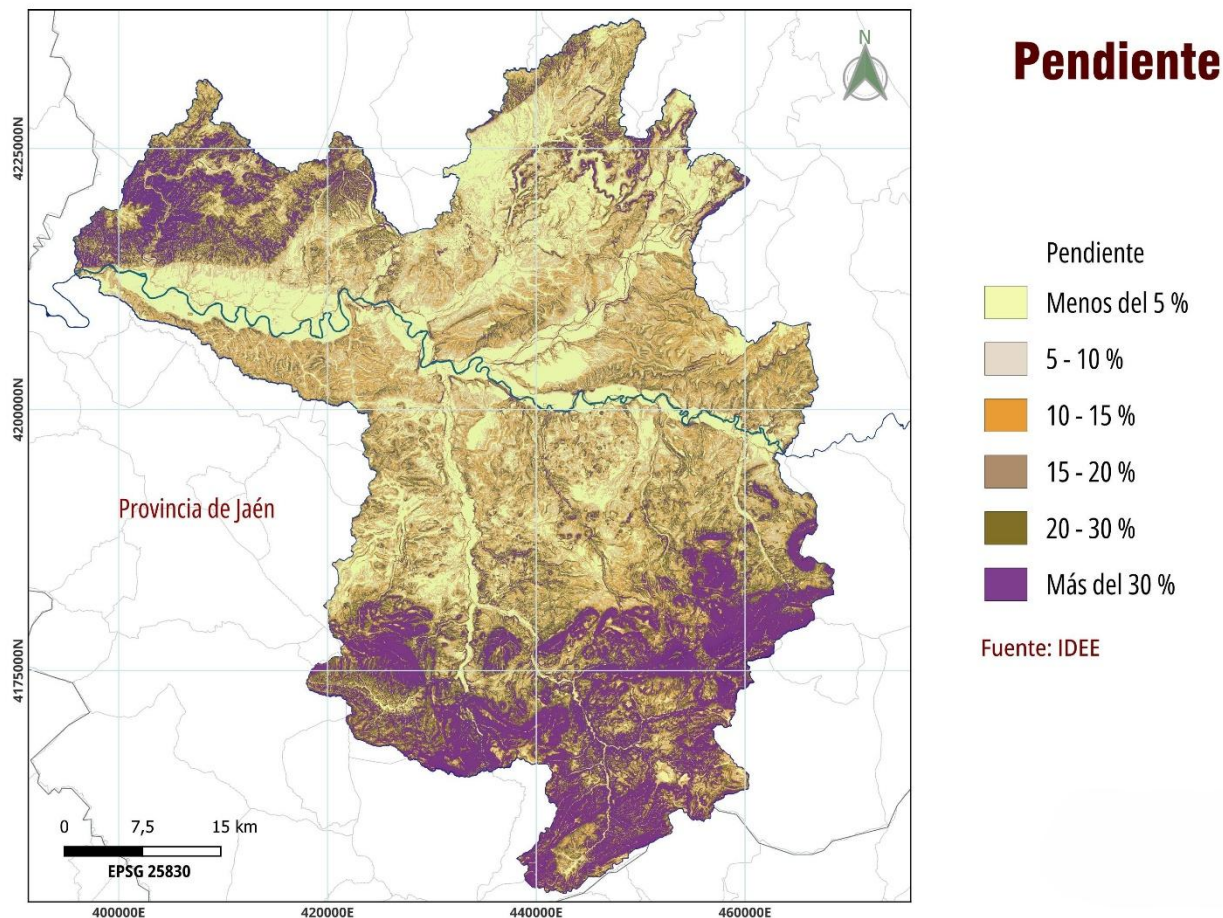 Pendiente
N
4225000N
4200000N
4175000N
Provincia de Jaén
0 7,5 15 km
EPSG 25830
400000E 420000E 440000E 460000E
Pendiente
Menos del 5 %
5 - 10 %
10 - 15 %
15 - 20 %
20 - 30 %
Más del 30 %
Fuente: IDEE